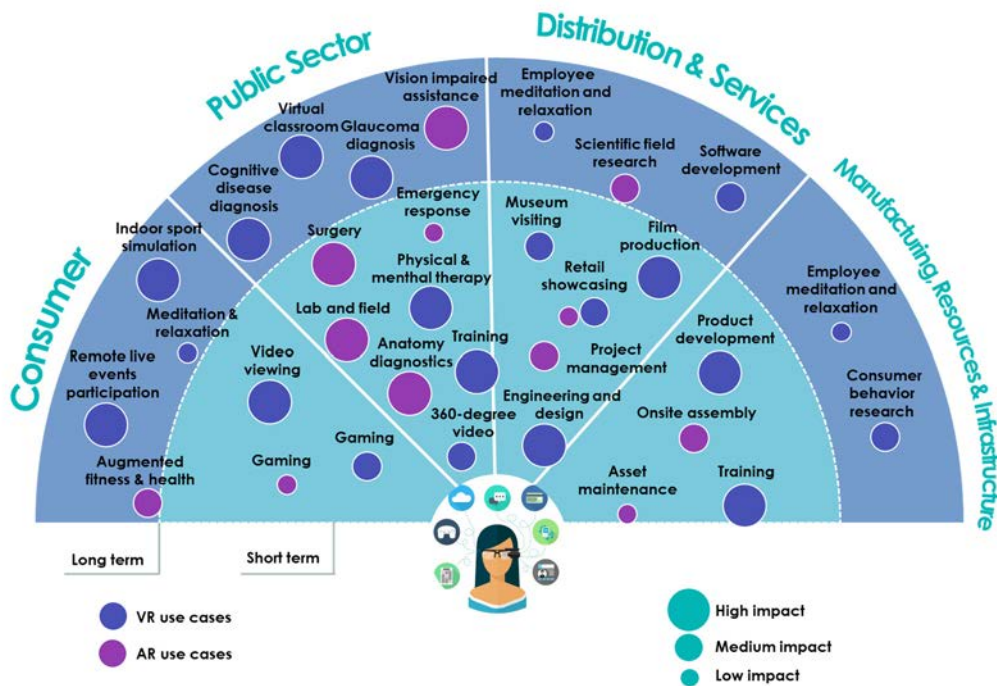 Public Sector
Distribution & Services
Consumer
Manufacturing, Resources & Infrastructure
Indoor sport
simulation
Meditation &
relaxation
Remote live
events
participation
Augmented
fitness & health
Video
viewing
Gaming
Gaming
Vision impaired
assistance
Virtual
classroom
Glaucoma
diagnosis
Cognitive
disease
diagnosis
Emergency
response
Surgery
Physical &
menthal therapy
Lab and field
Anatomy
diagnostics
Training
360-degree
video
Employee
meditation and
relaxation
Scientific field
research
Software
development
Museum
visiting
Film
production
Retail
showcasing
Project
management
Engineering and
design
Employee
meditation and
relaxation
Product
development
Consumer
behavior
research
Onsite assembly
Asset
maintenance
Training
Long term
Short term
VR use cases
AR use cases
High impact
Medium impact
Low impact